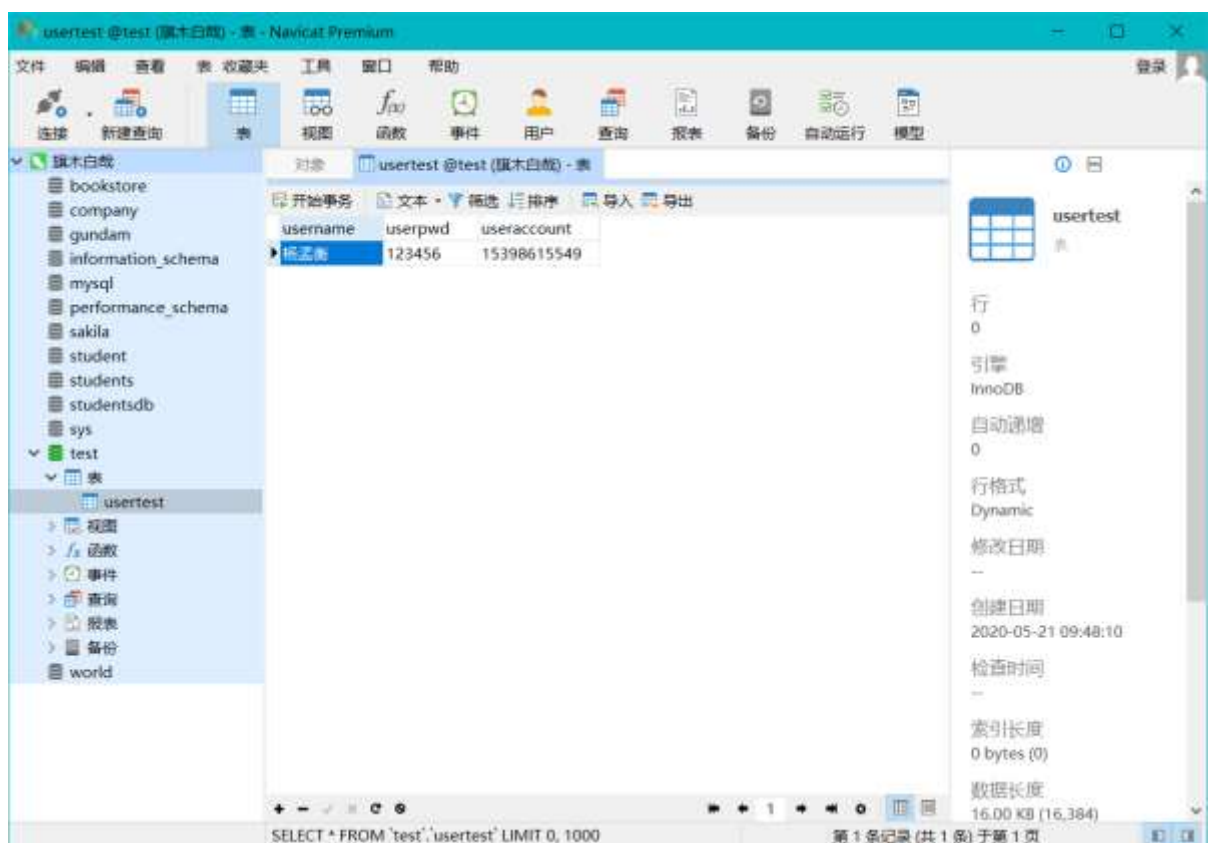 usertest @test (旗木白哉) - 表 - Navicat Premium
文件 编辑 查看 表 收藏夹 工具 窗口 帮助 登录
连接 新建查询 表 视图 函数 事件 用户 查询 报表 备份 自动运行 模型
旗木白哉
bookstore
company
gundam
information_schema
mysql
performance_schema
sakila
student
students
studentsdb
sys
test
表
usertest
视图
函数
事件
查询
报表
备份
world
对象 usertest @test (旗木白哉) - 表
开始事务 文本 筛选 排序 导入 导出
username userpwd useraccount
杨孟衡 123456 15398615549
usertest
表
行
0
引擎
InnoDB
自动递增
0
行格式
Dynamic
修改日期
--
创建日期
2020-05-21 09:48:10
检查时间
--
索引长度
0 bytes (0)
数据长度
16.00 KB (16,384)
1
SELECT * FROM `test`.`usertest` LIMIT 0, 1000
第 1 条记录 (共 1 条) 于第 1 页